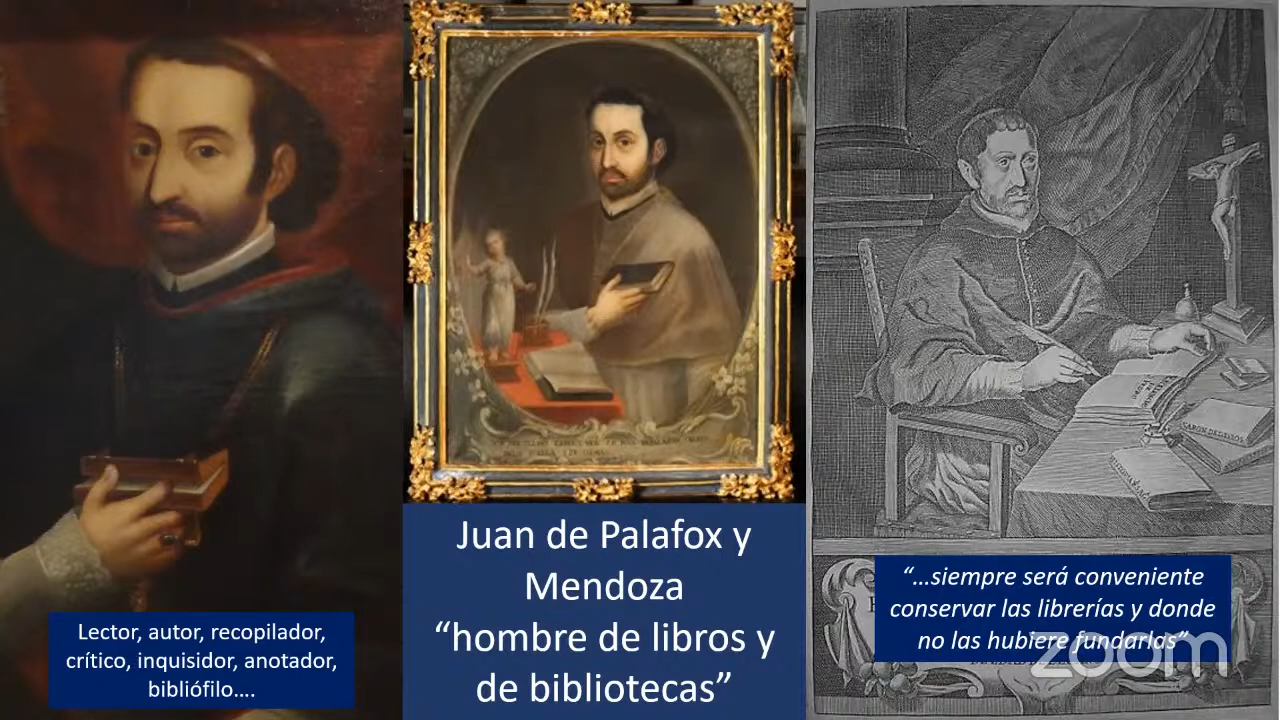 Lector, autor, recopilador,
crítico, inquisidor, anotador,
bibliófilo....
Juan de Palafox y
Mendoza
“hombre de libros y
de bibliotecas”
“...siempre será conveniente
conservar las librerías y donde
no las hubiere fundarlas”
zoom